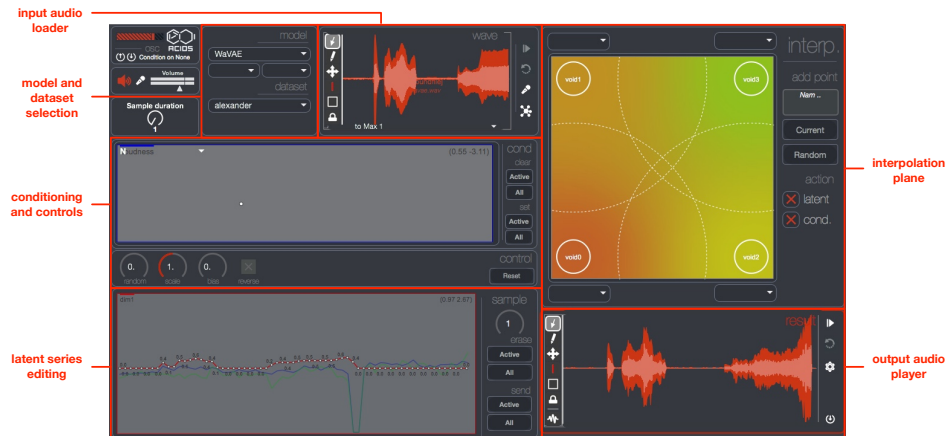 input audio
loader
model and
dataset
selection
conditioning
and controls
latent series
editing
interpolation
plane
output audio
player
osc ACIDS
Condition on None
Volume
Sample duration
1
model
WaVAE
dataset
alexander
wave
to Max 1
loudness
(0.55 -3.11)
cond
clear
Active
All
set
Active
All
0.
1.
0.
random
scale
bias
reverse
control
Reset
dim1
(0.97 2.67)
sample
1
erase
Active
All
send
Active
All
void1
void3
void0
void2
interp.
add point
Nam ..
Current
Random
action
latent
cond.
result